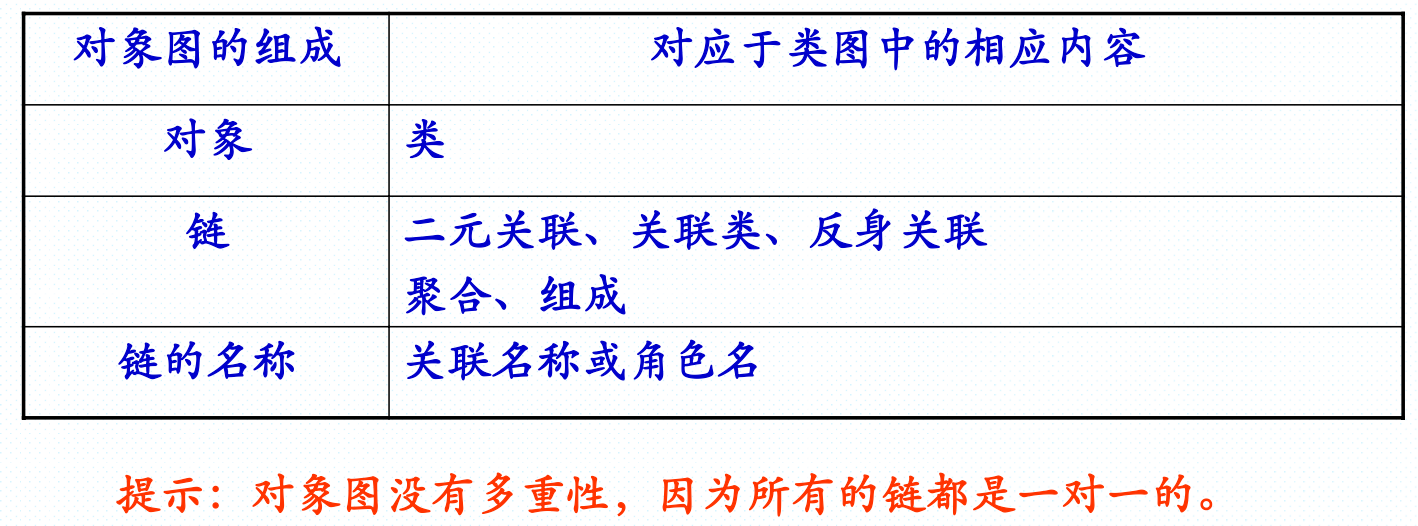 对象图的组成
对应于类图中的相应内容
对象
类
链
二元关联、关联类、反身关联
聚合、组成
链的名称
关联名称或角色名
提示：对象图没有多重性，因为所有的链都是一对一的。